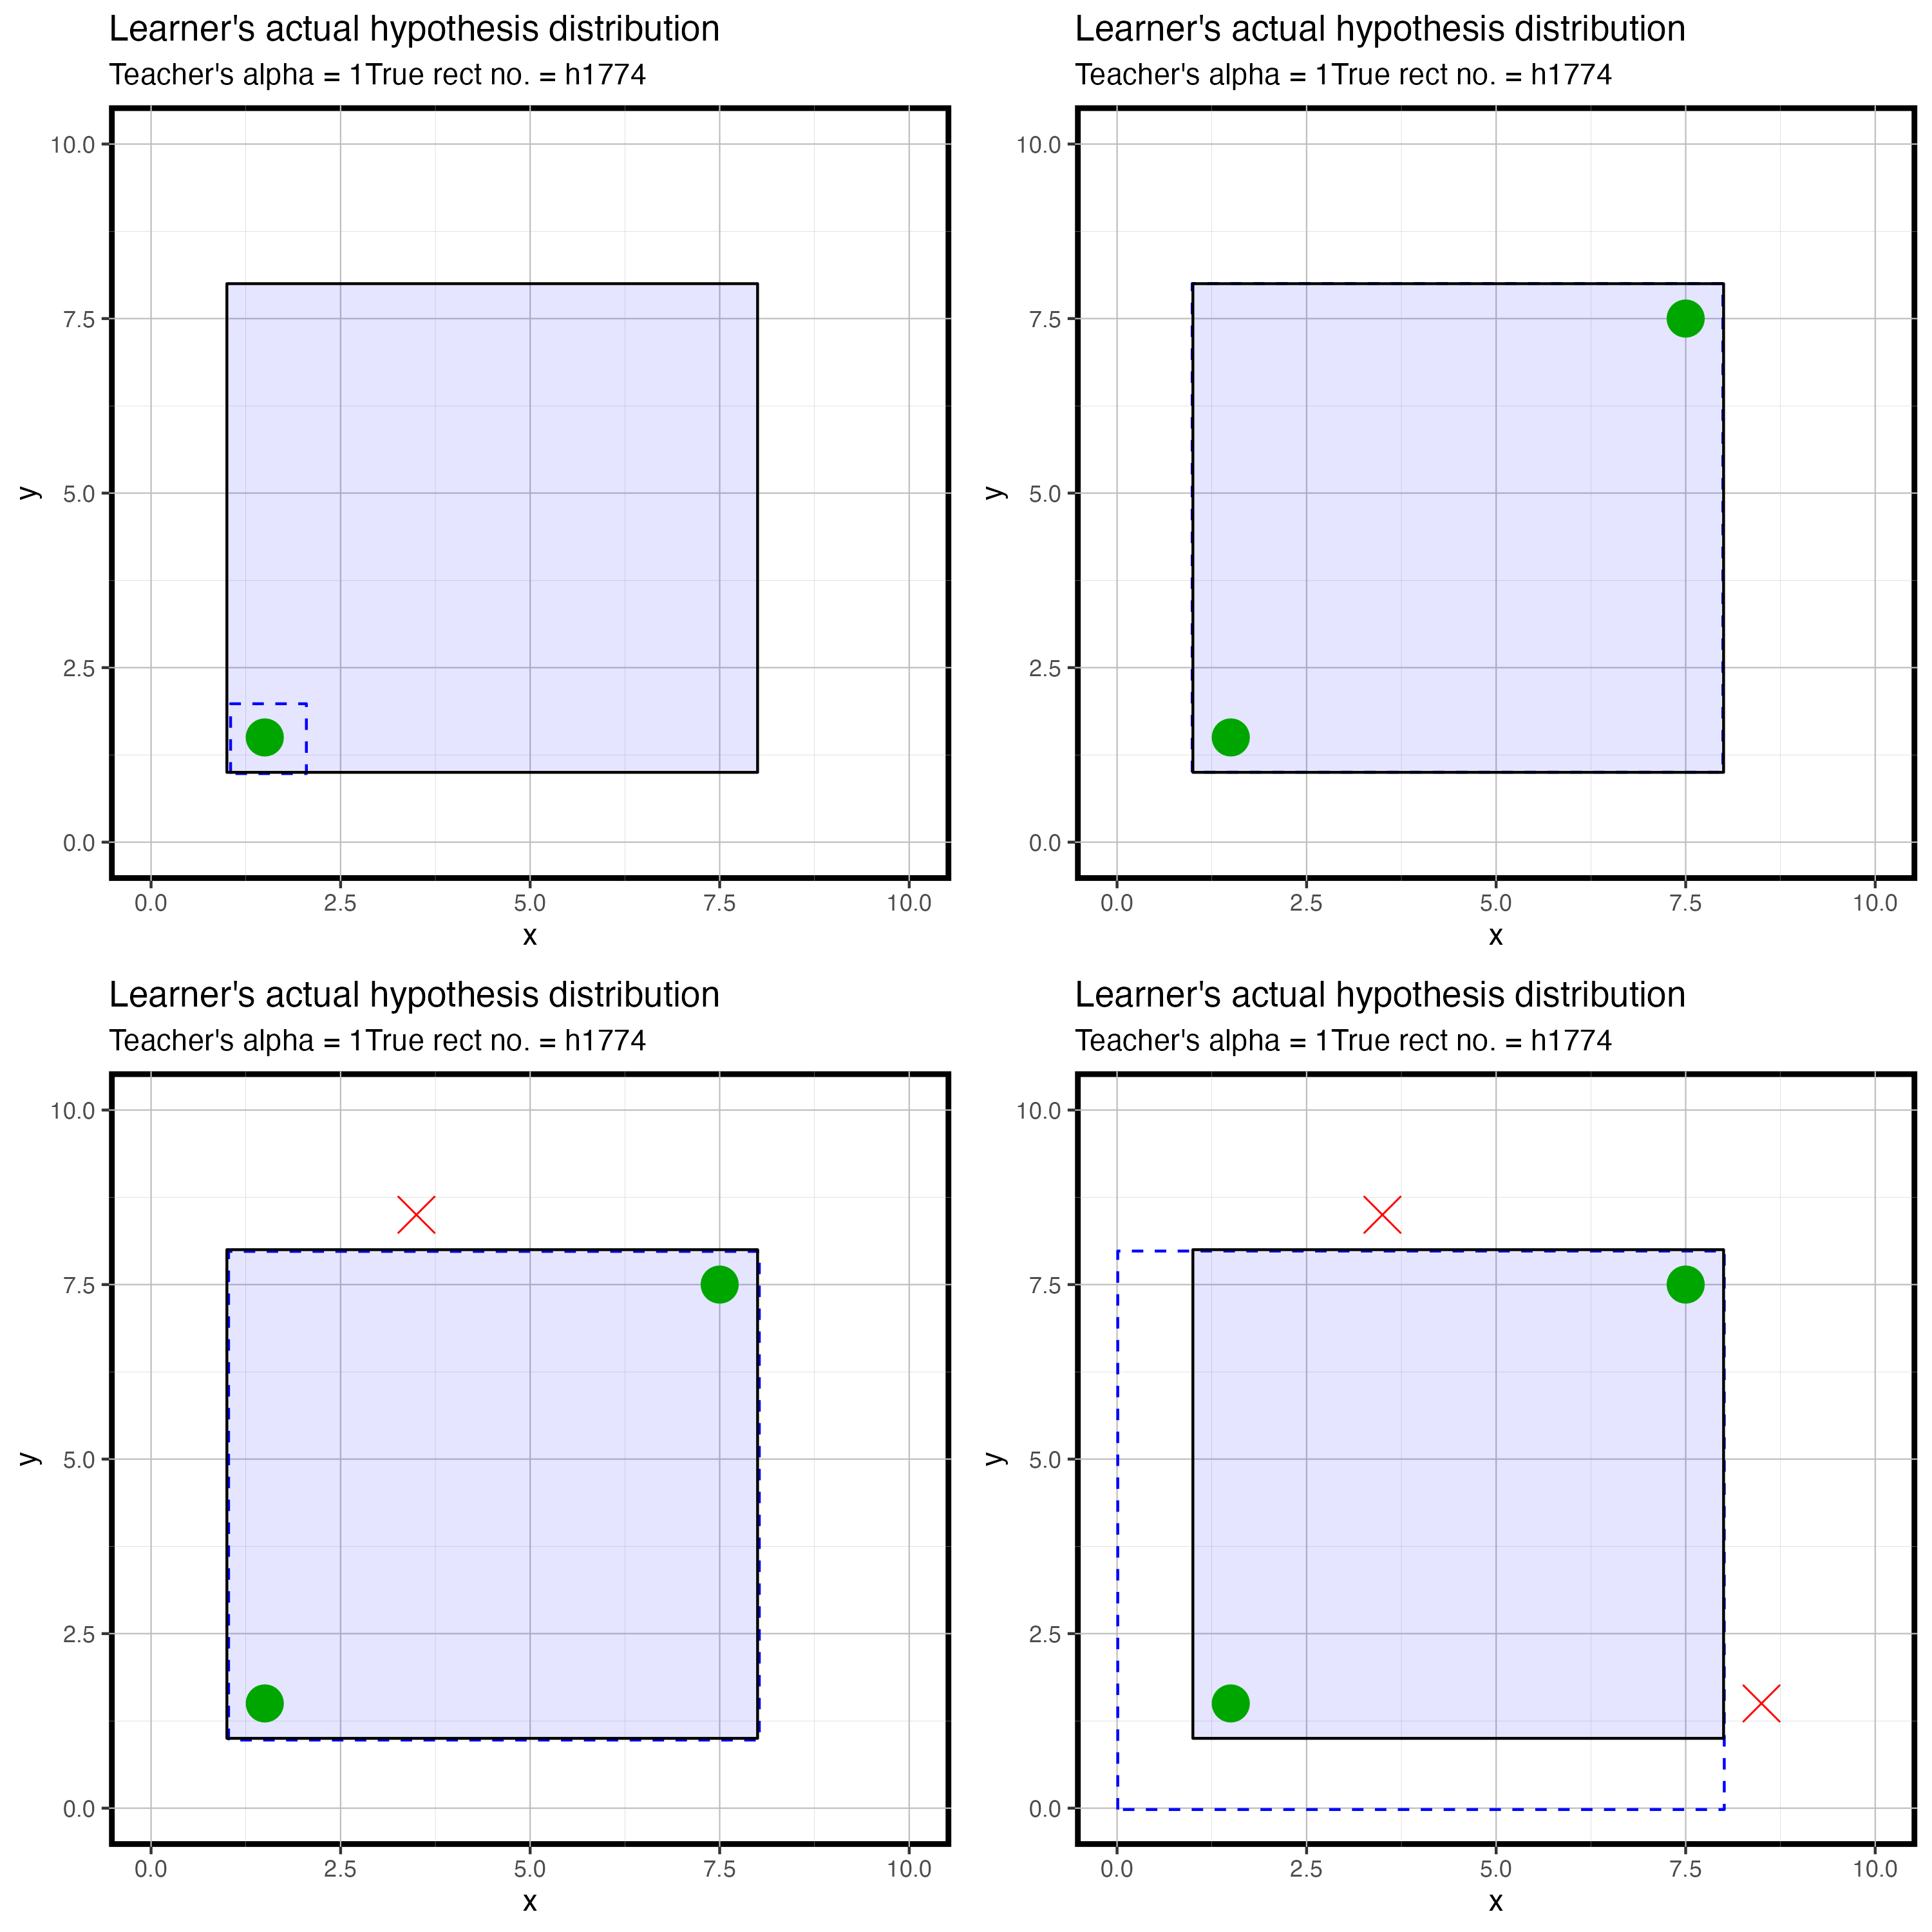 Learner's actual hypothesis distribution
Teacher's alpha = 1True rect no. = h1774
10.0
7.5
y
5.0
2.5
0.0
0.0 2.5 5.0 7.5 10.0
x
Learner's actual hypothesis distribution
Teacher's alpha = 1True rect no. = h1774
10.0
7.5
y
5.0
2.5
0.0
0.0 2.5 5.0 7.5 10.0
x
Learner's actual hypothesis distribution
Teacher's alpha = 1True rect no. = h1774
10.0
7.5
y
5.0
2.5
0.0
0.0 2.5 5.0 7.5 10.0
x
Learner's actual hypothesis distribution
Teacher's alpha = 1True rect no. = h1774
10.0
7.5
y
5.0
2.5
0.0
0.0 2.5 5.0 7.5 10.0
x